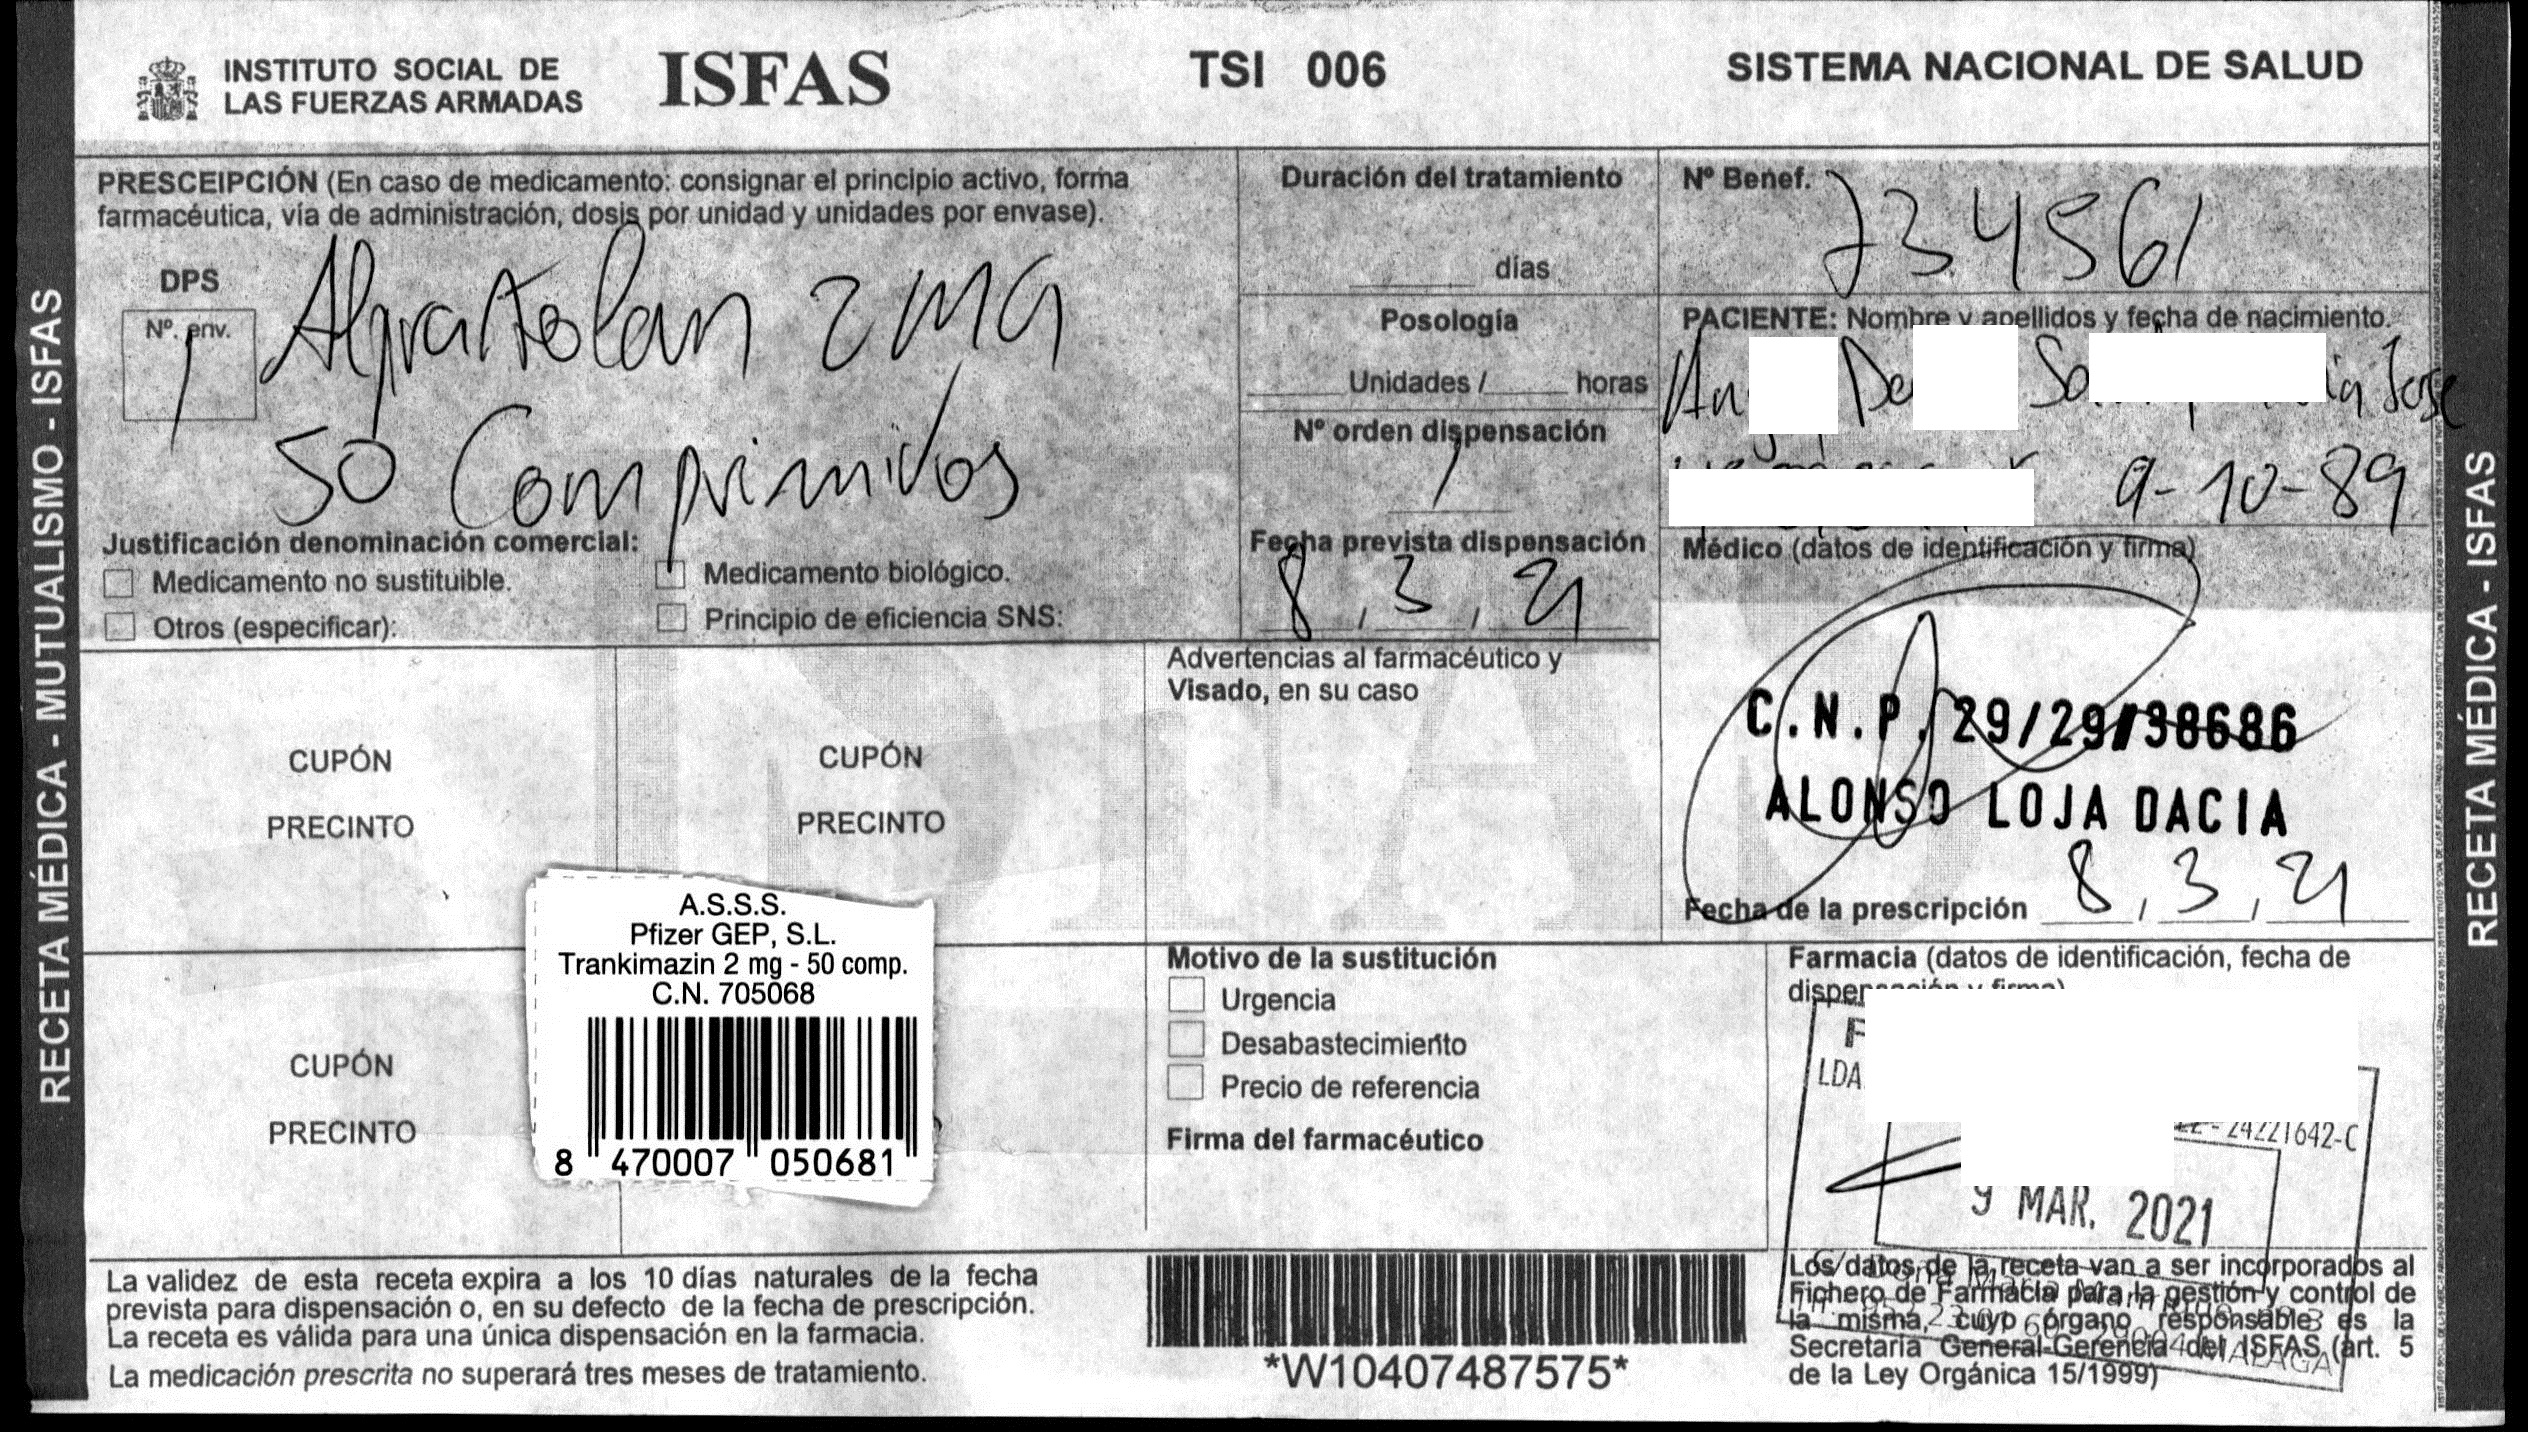 INSTITUTO SOCIAL DE
LAS FUERZAS ARMADAS
ISFAS
TSI 006
SISTEMA NACIONAL DE SALUD
RECETA MÉDICA - MUTUALISMO - ISFAS
PRESCEIPCIÓN (En caso de medicamento: consignar el principio activo, forma
farmacéutica, vía de administración, dosis por unidad y unidades por envase).
DPS
Nº. env.
1
Alpratolan 2 MG
50 Comprimidos
Justificación denominación comercial:
Medicamento no sustituible.
Medicamento biológico.
Otros (especificar):
Principio de eficiencia SNS:
Duración del tratamiento
días
Posología
Unidades / horas
Nº orden dispensación
1
Fecha prevista dispensación
8, 3, 21
Nº Benef.
734561
PACIENTE: Nombre y apellidos y fecha de nacimiento.
An De Sa ia Jose
9-10-89
Médico (datos de identificación y firma)
C.N.P. 29/29/38686
ALONSO LOJA DACIA
Fecha de la prescripción 8, 3, 21
CUPÓN
PRECINTO
CUPÓN
PRECINTO
Advertencias al farmacéutico y
Visado, en su caso
CUPÓN
PRECINTO
A.S.S.S.
Pfizer GEP, S.L.
Trankimazin 2 mg - 50 comp.
C.N. 705068
8 470007 050681
Motivo de la sustitución
Urgencia
Desabastecimiento
Precio de referencia
Firma del farmacéutico
Farmacia (datos de identificación, fecha de
dispensación y firma)
LDA.
24221642-C
9 MAR. 2021
MALAGA
La validez de esta receta expira a los 10 días naturales de la fecha
prevista para dispensación o, en su defecto de la fecha de prescripción.
La receta es válida para una única dispensación en la farmacia.
La medicación prescrita no superará tres meses de tratamiento.
*W10407487575*
Los datos de la receta van a ser incorporados al
Fichero de Farmacia para la gestión y control de
la misma, cuyo órgano responsable es la
Secretaría General-Gerencia del ISFAS (art. 5
de la Ley Orgánica 15/1999)
RECETA MÉDICA - ISFAS